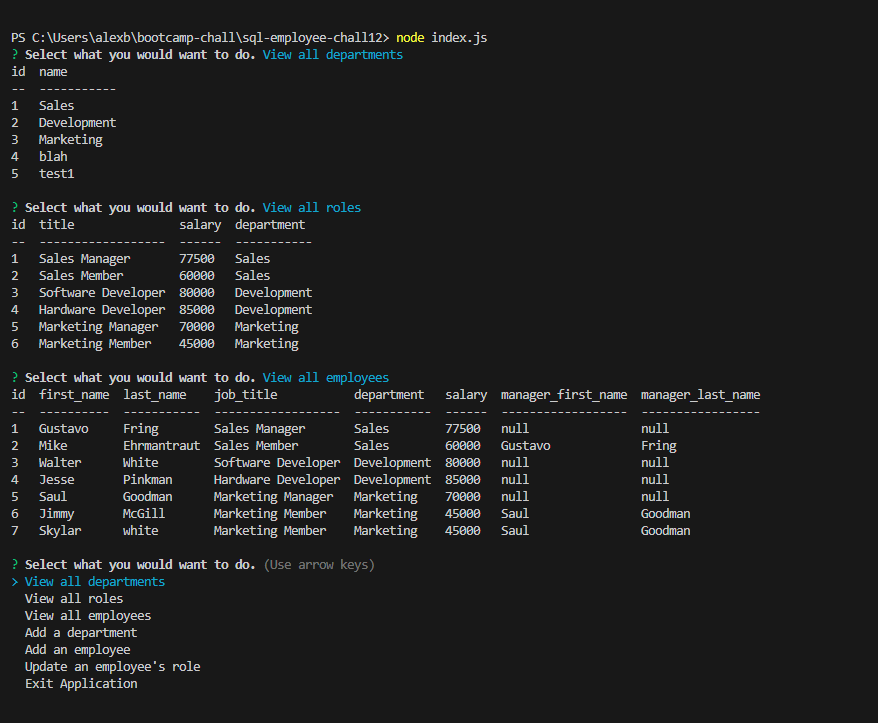 PS C:\Users\alexb\bootcamp-chall\sql-employee-chall12> node index.js
? Select what you would want to do. View all departments
id  name
--  -----------
1   Sales
2   Development
3   Marketing
4   blah
5   test1
? Select what you would want to do. View all roles
id  title               salary  department
--  ------------------  ------  -----------
1   Sales Manager       77500   Sales
2   Sales Member        60000   Sales
3   Software Developer  80000   Development
4   Hardware Developer  85000   Development
5   Marketing Manager   70000   Marketing
6   Marketing Member    45000   Marketing
? Select what you would want to do. View all employees
id  first_name  last_name    job_title           department   salary  manager_first_name  manager_last_name
--  ----------  -----------  ------------------  -----------  ------  ------------------  -----------------
1   Gustavo     Fring        Sales Manager       Sales        77500   null                null
2   Mike        Ehrmantraut  Sales Member        Sales        60000   Gustavo             Fring
3   Walter      White        Software Developer  Development  80000   null                null
4   Jesse       Pinkman      Hardware Developer  Development  85000   null                null
5   Saul        Goodman      Marketing Manager   Marketing    70000   null                null
6   Jimmy       McGill       Marketing Member    Marketing    45000   Saul                Goodman
7   Skylar      white        Marketing Member    Marketing    45000   Saul                Goodman
? Select what you would want to do. (Use arrow keys)
> View all departments
  View all roles
  View all employees
  Add a department
  Add an employee
  Update an employee's role
  Exit Application